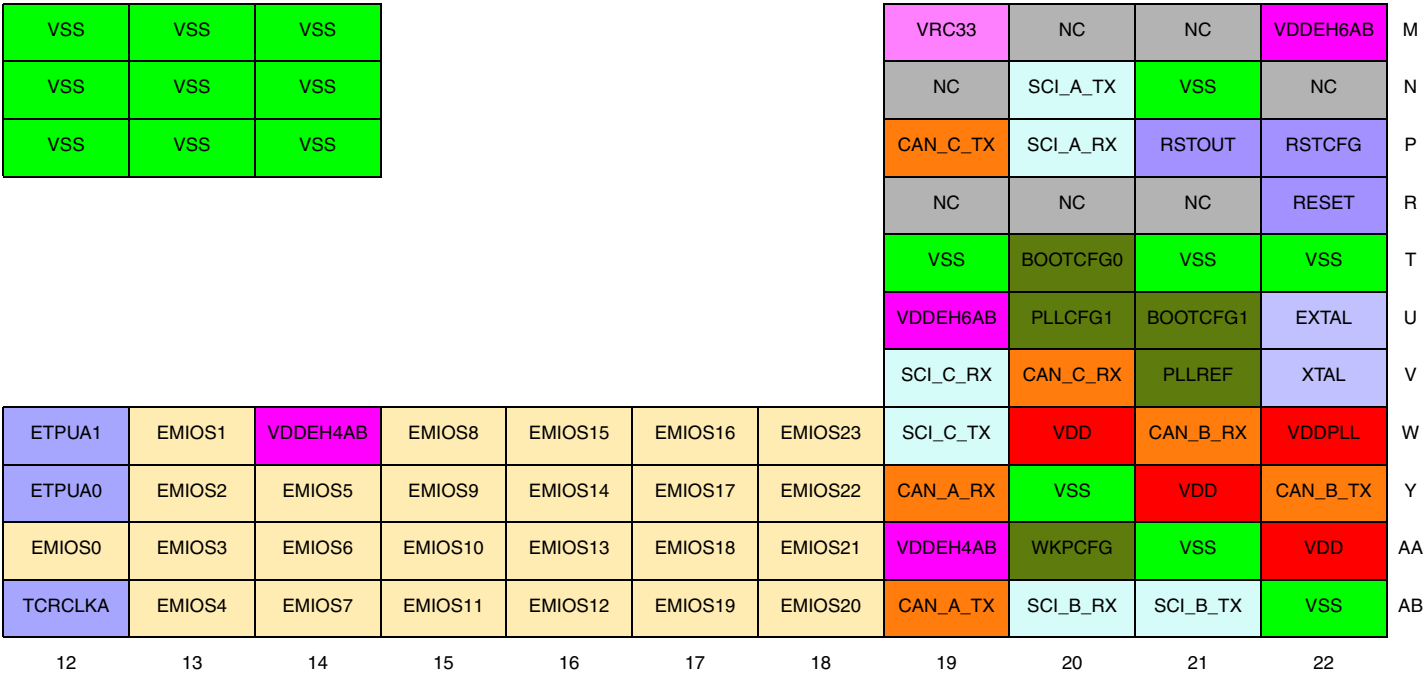 VSS VSS VSS VRC33 NC NC VDDEH6AB M
VSS VSS VSS NC SCI_A_TX VSS NC N
VSS VSS VSS CAN_C_TX SCI_A_RX RSTOUT RSTCFG P
NC NC NC RESET R
VSS BOOTCFG0 VSS VSS T
VDDEH6AB PLLCFG1 BOOTCFG1 EXTAL U
SCI_C_RX CAN_C_RX PLLREF XTAL V
ETPUA1 EMIOS1 VDDEH4AB EMIOS8 EMIOS15 EMIOS16 EMIOS23 SCI_C_TX VDD CAN_B_RX VDDPLL W
ETPUA0 EMIOS2 EMIOS5 EMIOS9 EMIOS14 EMIOS17 EMIOS22 CAN_A_RX VSS VDD CAN_B_TX Y
EMIOS0 EMIOS3 EMIOS6 EMIOS10 EMIOS13 EMIOS18 EMIOS21 VDDEH4AB WKPCFG VSS VDD AA
TCRCLKA EMIOS4 EMIOS7 EMIOS11 EMIOS12 EMIOS19 EMIOS20 CAN_A_TX SCI_B_RX SCI_B_TX VSS AB
12 13 14 15 16 17 18 19 20 21 22